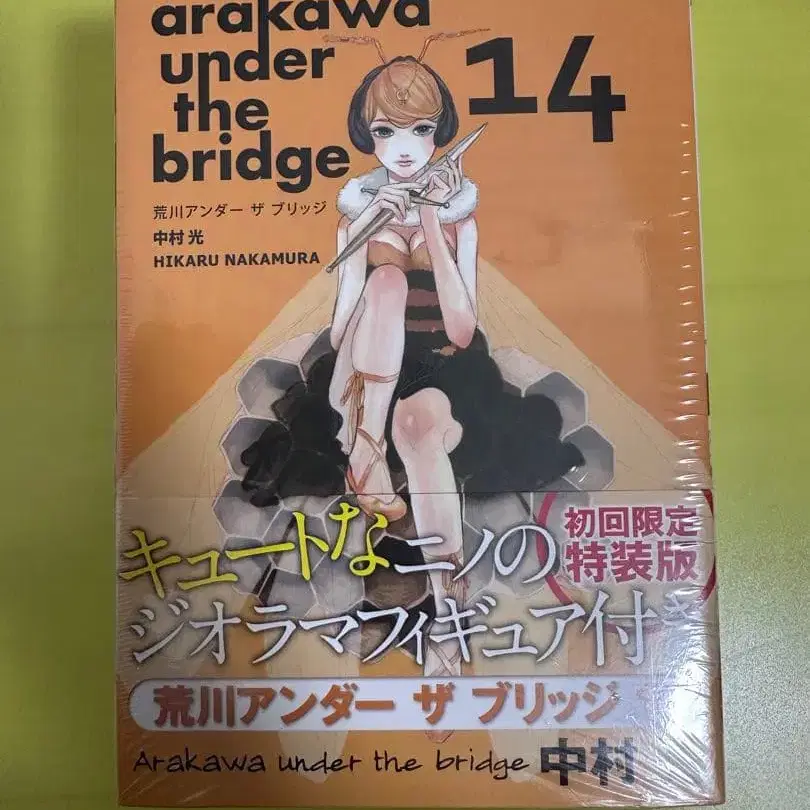 arakawa
under
the
bridge
14
荒川アンダー ザ ブリッジ
中村 光
HIKARU NAKAMURA
キュートなニノの
初回限定
特装版
ジオラマフィギュア付き
荒川アンダー ザ ブリッジ
Arakawa under the bridge 中村